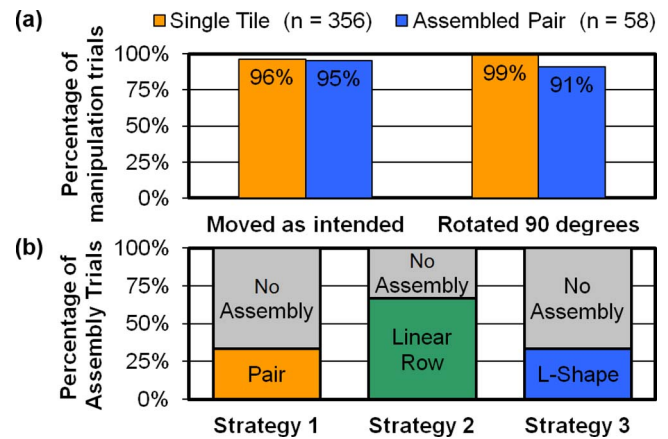 (a) Single Tile (n = 356) Assembled Pair (n = 58)
Percentage of
manipulation trials
100%
75%
50%
25%
0%
96% 95% 99% 91%
Moved as intended Rotated 90 degrees
(b)
Percentage of
Assembly Trials
100%
75%
50%
25%
0%
No
Assembly
Pair
No
Assembly
Linear
Row
No
Assembly
L-Shape
Strategy 1 Strategy 2 Strategy 3